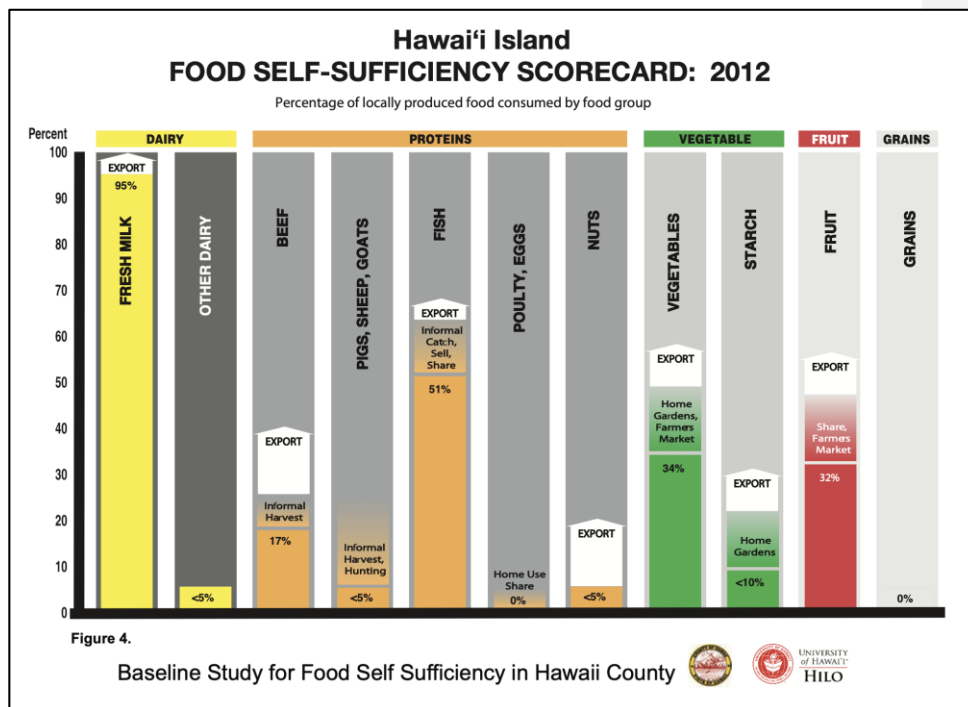 Hawai‘i Island
FOOD SELF-SUFFICIENCY SCORECARD: 2012
Percentage of locally produced food consumed by food group
Percent
DAIRY
PROTEINS
VEGETABLE
FRUIT
GRAINS
100
90
80
70
60
50
40
30
20
10
0
EXPORT
95%
FRESH MILK
OTHER DAIRY
<5%
BEEF
EXPORT
Informal
Harvest
17%
PIGS, SHEEP, GOATS
Informal
Harvest,
Hunting
<5%
FISH
EXPORT
Informal
Catch,
Sell,
Share
51%
POULTY, EGGS
Home Use
Share
0%
NUTS
EXPORT
<5%
VEGETABLES
EXPORT
Home
Gardens,
Farmers
Market
34%
STARCH
EXPORT
Home
Gardens
<10%
FRUIT
EXPORT
Share,
Farmers
Market
32%
GRAINS
0%
Figure 4.
Baseline Study for Food Self Sufficiency in Hawaii County
UNIVERSITY
of HAWAI‘I
HILO